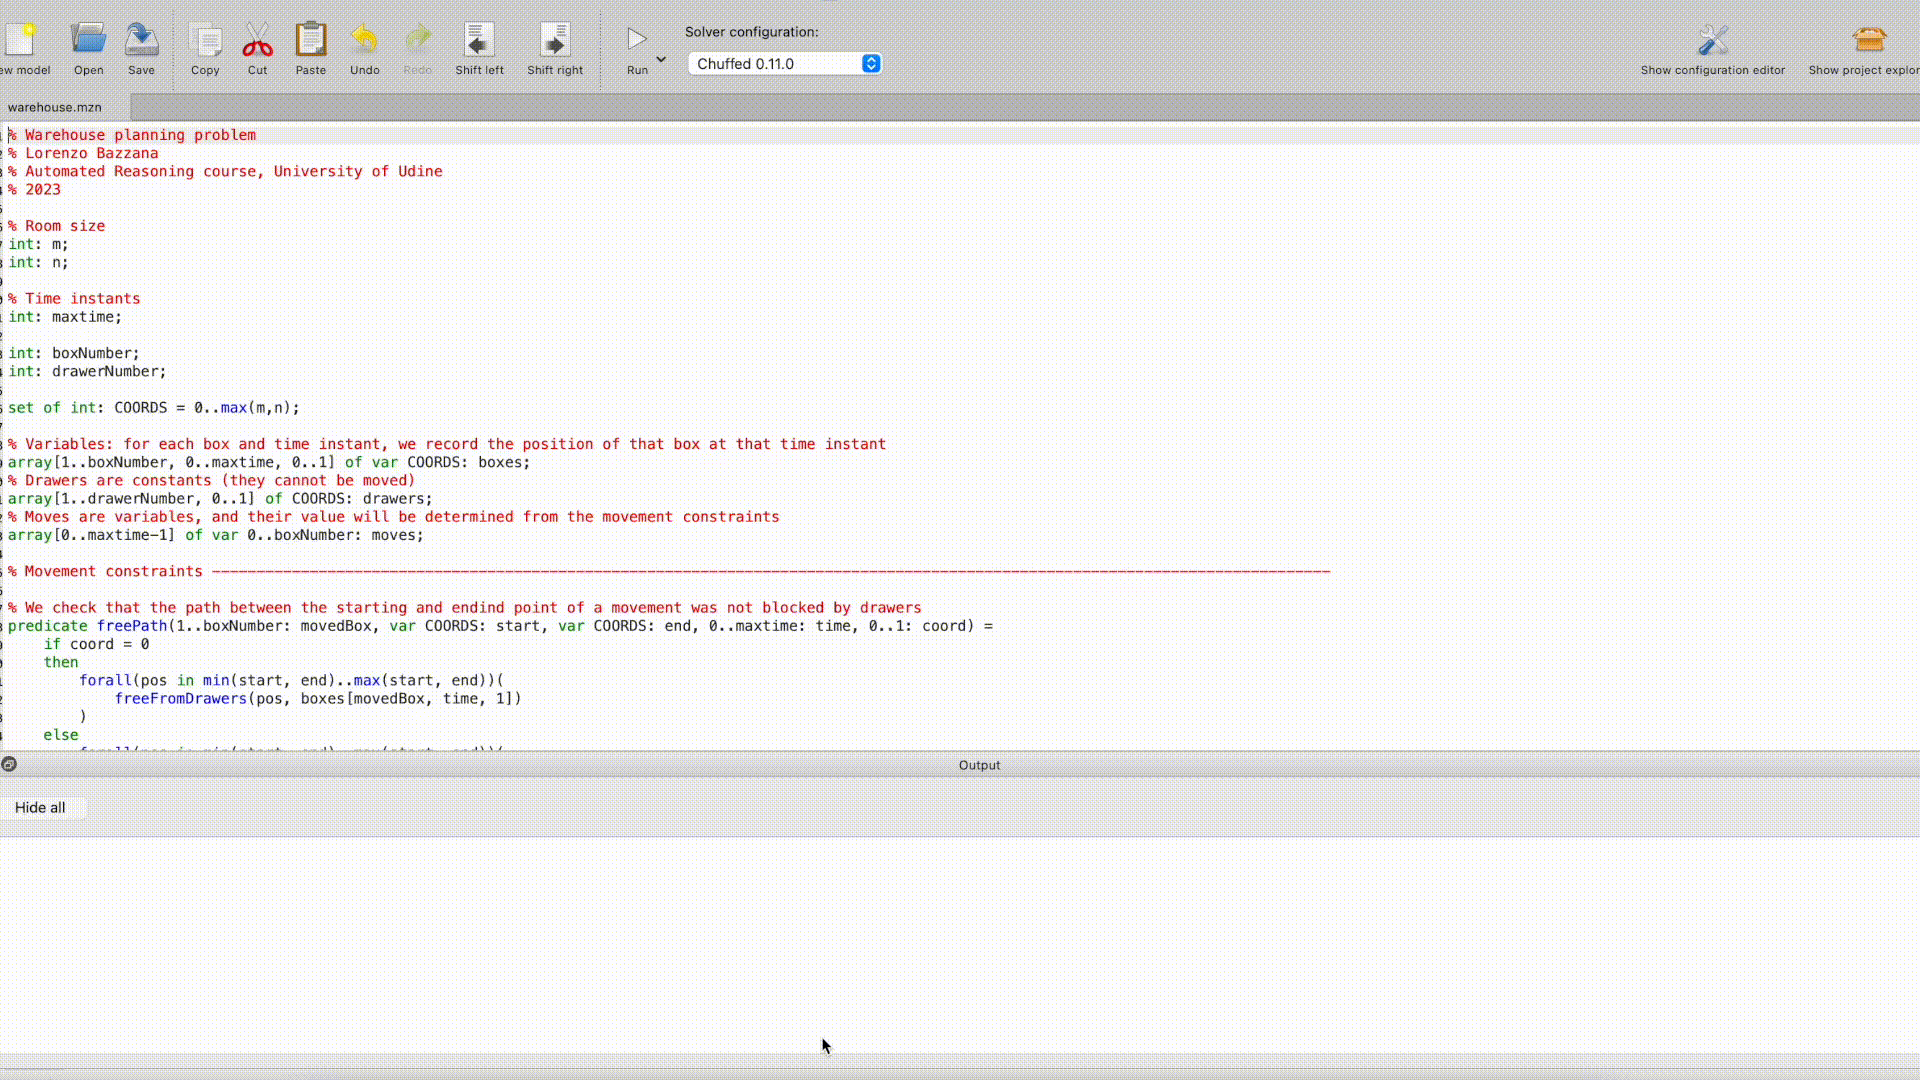 ew model Open Save Copy Cut Paste Undo Redo Shift left Shift right Run Solver configuration: Chuffed 0.11.0 Show configuration editor Show project explor
warehouse.mzn
% Warehouse planning problem
% Lorenzo Bazzana
% Automated Reasoning course, University of Udine
% 2023
% Room size
int: m;
int: n;
% Time instants
int: maxtime;
int: boxNumber;
int: drawerNumber;
set of int: COORDS = 0..max(m,n);
% Variables: for each box and time instant, we record the position of that box at that time instant
array[1..boxNumber, 0..maxtime, 0..1] of var COORDS: boxes;
% Drawers are constants (they cannot be moved)
array[1..drawerNumber, 0..1] of COORDS: drawers;
% Moves are variables, and their value will be determined from the movement constraints
array[0..maxtime-1] of var 0..boxNumber: moves;
% Movement constraints ------------------------------------------------------------------------------------------------------------------------------
% We check that the path between the starting and endind point of a movement was not blocked by drawers
predicate freePath(1..boxNumber: movedBox, var COORDS: start, var COORDS: end, 0..maxtime: time, 0..1: coord) =
if coord = 0
then
forall(pos in min(start, end)..max(start, end))(
freeFromDrawers(pos, boxes[movedBox, time, 1])
)
else
forall(pos in min(start, end)..max(start, end))(
Output
Hide all